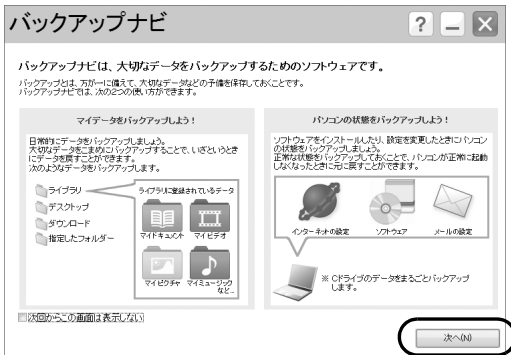 バックアップナビ
?
バックアップナビは、大切なデータをバックアップするためのソフトウェアです。
バックアップとは、万が一に備えて、大切なデータなどの予備を保存しておくことです。
バックアップナビでは、次の2つの使い方ができます。
マイデータをバックアップしよう！
日常的にデータをバックアップしましょう。
大切なデータをこまめにバックアップすることで、いざというとき
にデータを戻すことができます。
次のようなデータをバックアップします。
ライブラリ
デスクトップ
ダウンロード
指定したフォルダー
ライブラリに登録されているデータ
マイドキュメント
マイビデオ
マイピクチャ
マイミュージック
など...
パソコンの状態をバックアップしよう！
ソフトウェアをインストールしたり、設定を変更したときにパソコン
の状態をバックアップしましょう。
正常な状態をバックアップしておくことで、パソコンが正常に起動
しなくなったときに元に戻すことができます。
インターネットの設定
ソフトウェア
メールの設定
※ Cドライブのデータをまるごとバックアップ
します。
次回からこの画面は表示しない
次へ(N)